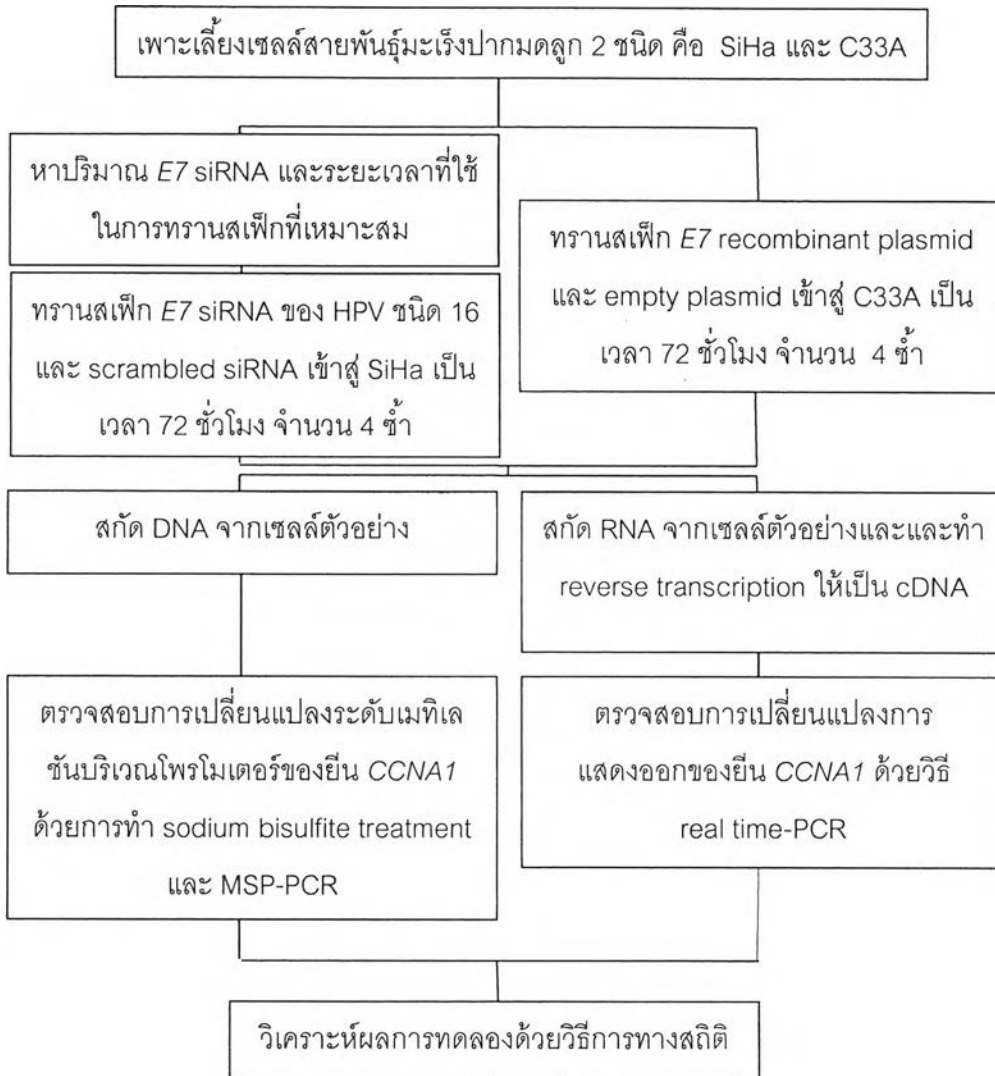 เพาะเลี้ยงเซลล์สายพันธุ์มะเร็งปากมดลูก 2 ชนิด คือ SiHa และ C33A
หาปริมาณ E7 siRNA และระยะเวลาที่ใช้
ในการทรานสเฟ็กที่เหมาะสม
ทรานสเฟ็ก E7 siRNA ของ HPV ชนิด 16
และ scrambled siRNA เข้าสู่ SiHa เป็น
เวลา 72 ชั่วโมง จำนวน 4 ซ้ำ
ทรานสเฟ็ก E7 recombinant plasmid
และ empty plasmid เข้าสู่ C33A เป็น
เวลา 72 ชั่วโมง จำนวน 4 ซ้ำ
สกัด DNA จากเซลล์ตัวอย่าง
สกัด RNA จากเซลล์ตัวอย่างและและทำ
reverse transcription ให้เป็น cDNA
ตรวจสอบการเปลี่ยนแปลงระดับเมทิเล
ชันบริเวณโพรโมเตอร์ของยีน CCNA1
ด้วยการทำ sodium bisulfite treatment
และ MSP-PCR
ตรวจสอบการเปลี่ยนแปลงการ
แสดงออกของยีน CCNA1 ด้วยวิธี
real time-PCR
วิเคราะห์ผลการทดลองด้วยวิธีการทางสถิติ